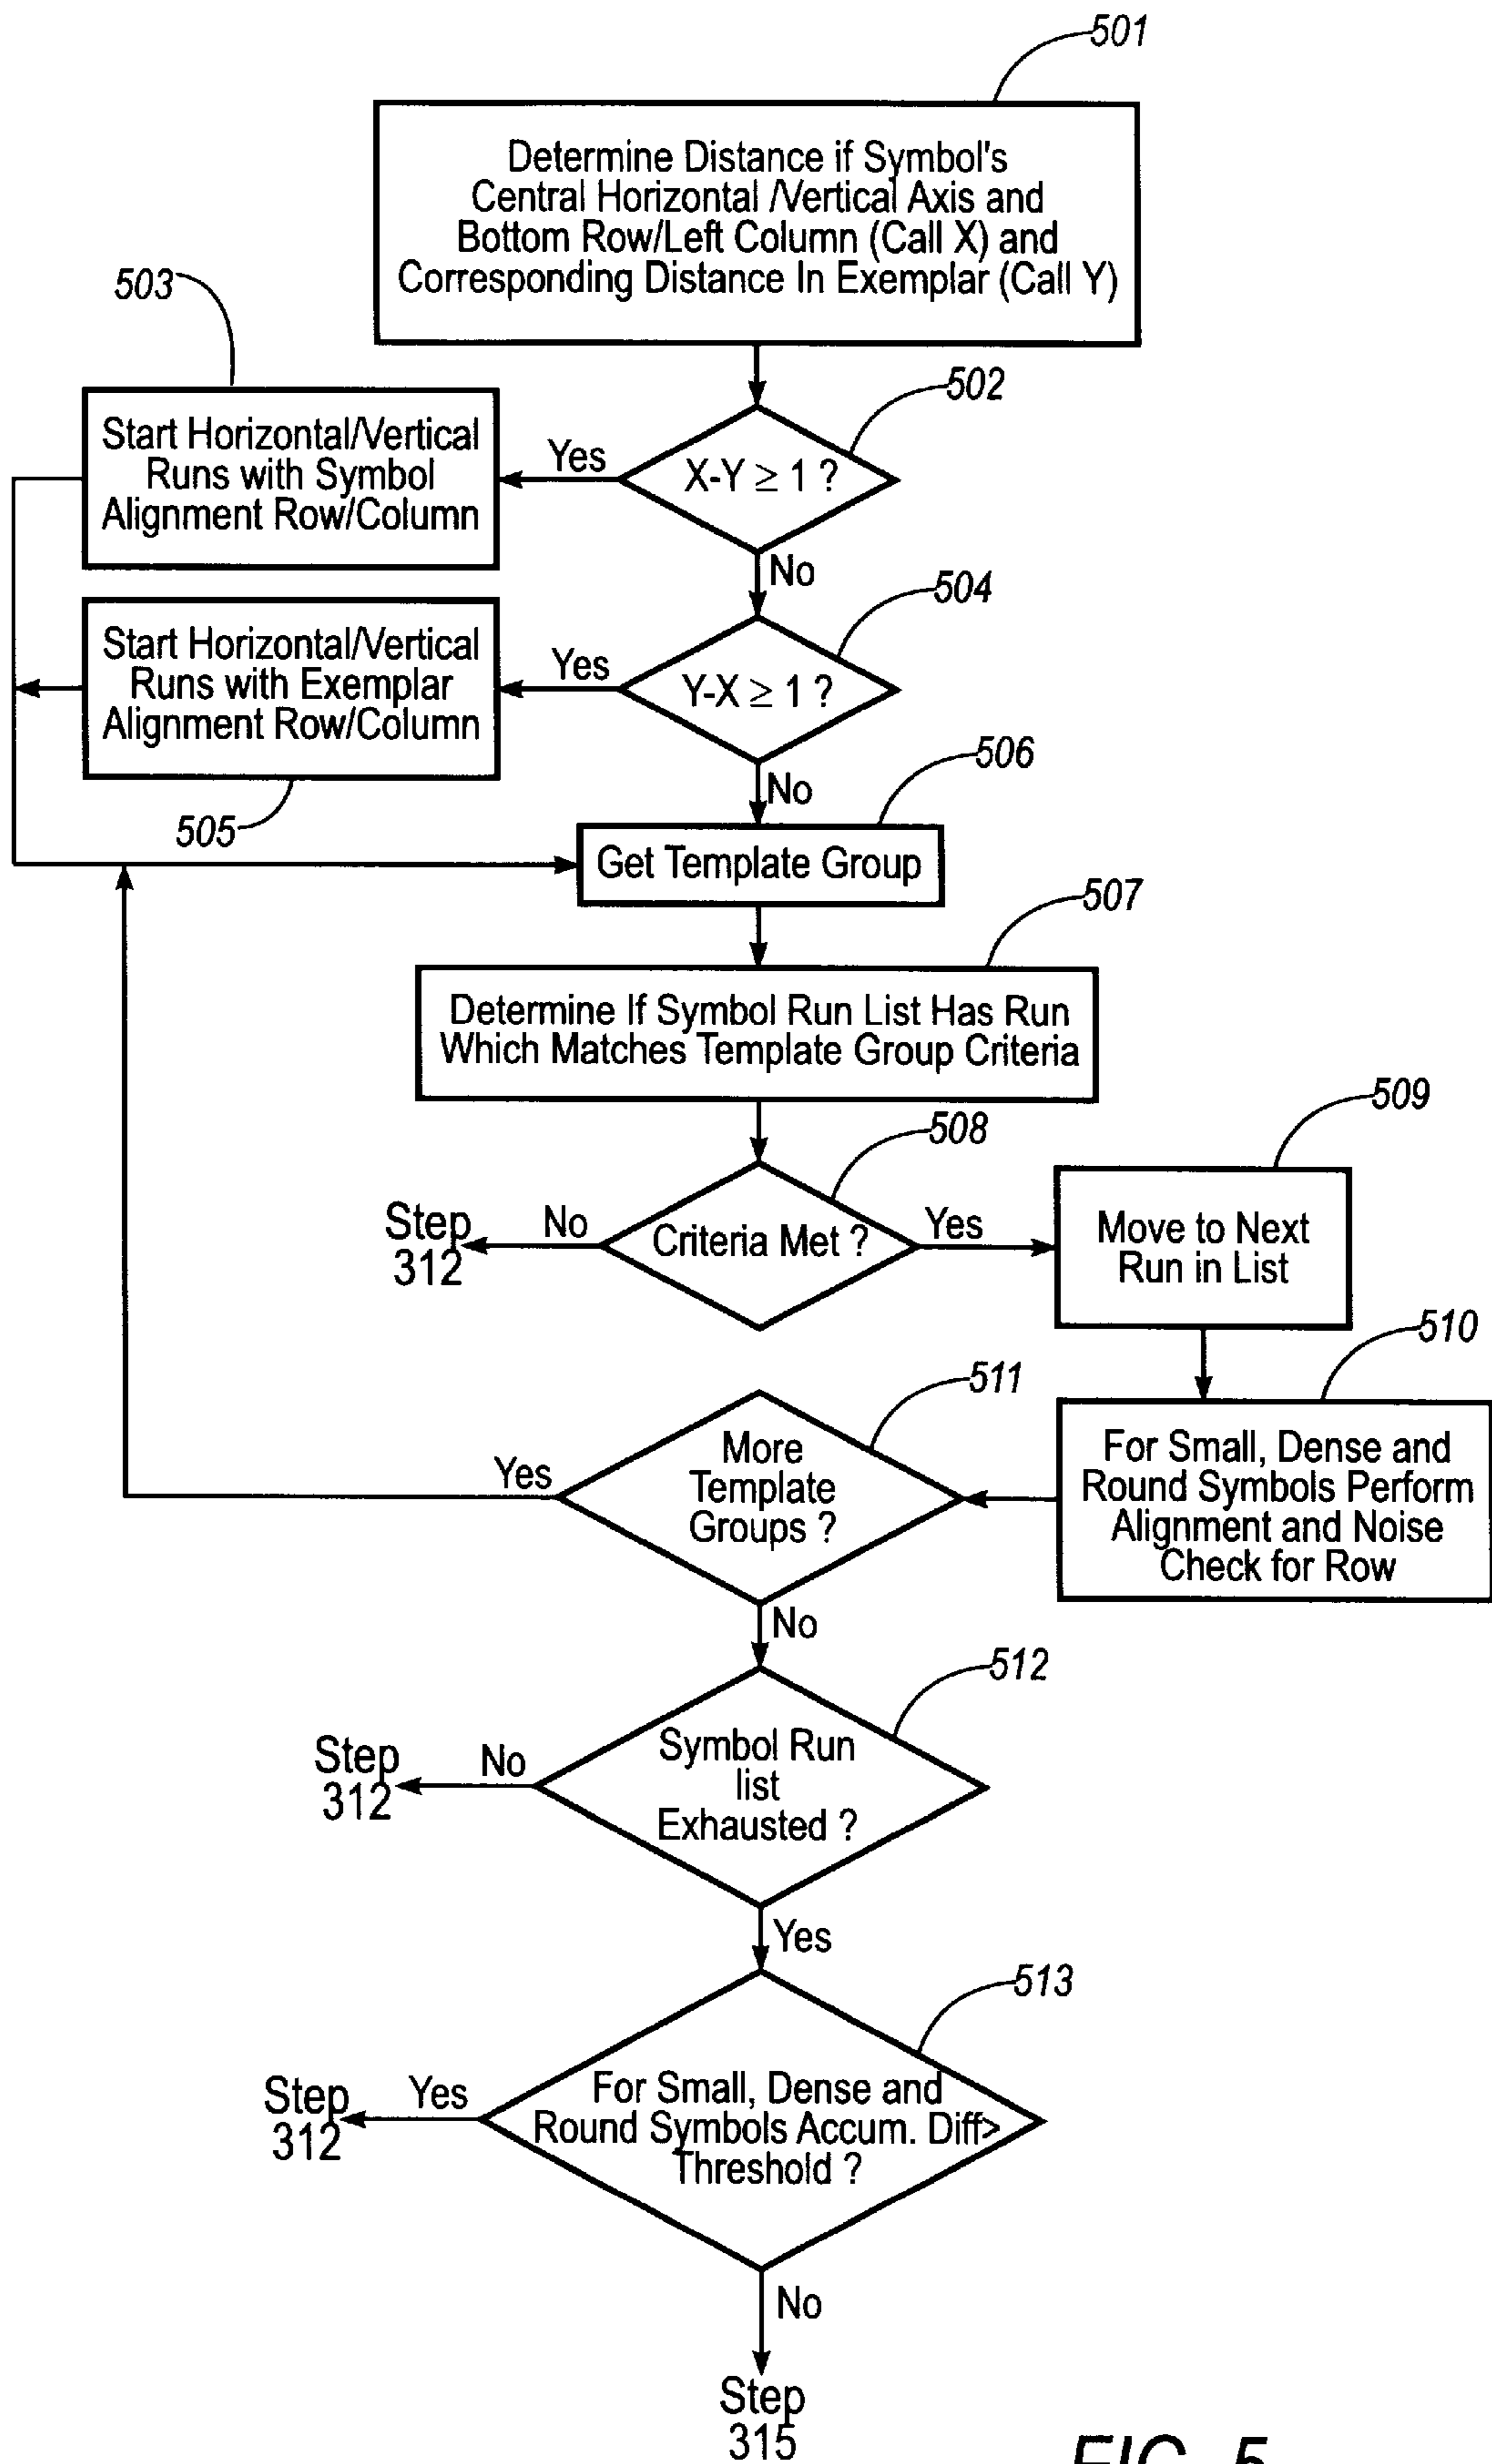 501
Determine Distance if Symbol's
Central Horizontal /Vertical Axis and
Bottom Row/Left Column (Call X) and
Corresponding Distance In Exemplar (Call Y)
503
502
Start Horizontal/Vertical
Runs with Symbol
Alignment Row/Column
Yes
X-Y ≥ 1 ?
No
504
Start Horizontal/Vertical
Runs with Exemplar
Alignment Row/Column
Yes
Y-X ≥ 1 ?
506
No
505
Get Template Group
507
Determine If Symbol Run List Has Run
Which Matches Template Group Criteria
509
508
Step
312
No
Criteria Met ?
Yes
Move to Next
Run in List
510
511
Yes
More
Template
Groups ?
For Small, Dense and
Round Symbols Perform
Alignment and Noise
Check for Row
No
512
Step
312
No
Symbol Run
list
Exhausted ?
Yes
513
Step
312
Yes
For Small, Dense and
Round Symbols Accum. Diff>
Threshold ?
No
Step
315
FIG. 5